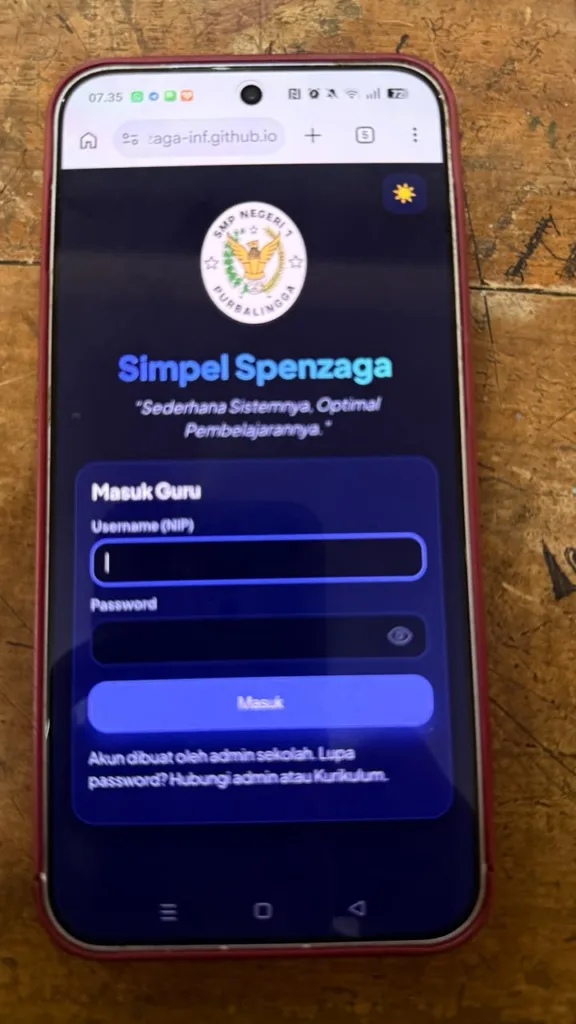 07.35
72
zaga-inf.github.io
5
SMP NEGERI 1
PURBALINGGA
Simpel Spenzaga
"Sederhana Sistemnya, Optimal
Pembelajarannya."
Masuk Guru
Username (NIP)
Password
Masuk
Akun dibuat oleh admin sekolah. Lupa
password? Hubungi admin atau Kurikulum.